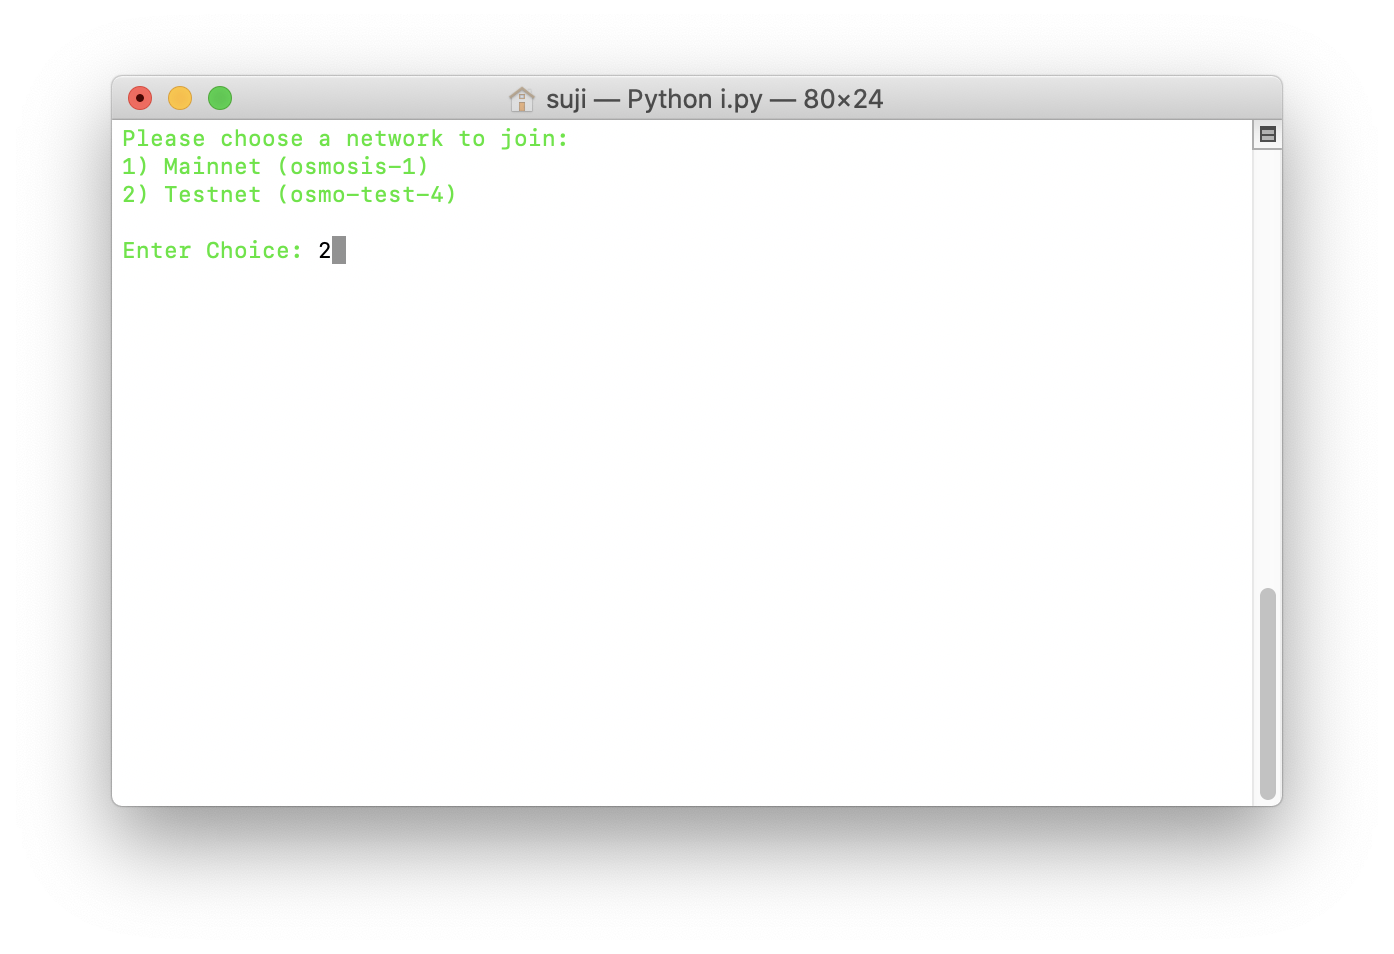 suji — Python i.py — 80×24
Please choose a network to join:
1) Mainnet (osmosis-1)
2) Testnet (osmo-test-4)
Enter Choice: 2